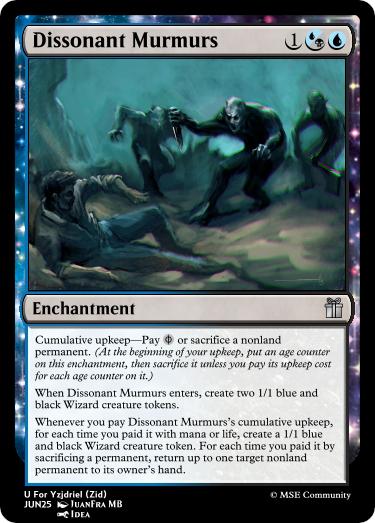 Dissonant Murmurs 1
Enchantment
Cumulative upkeep—Pay or sacrifice a nonland
permanent. (At the beginning of your upkeep, put an age counter
on this enchantment, then sacrifice it unless you pay its upkeep
cost for each age counter on it.)
When Dissonant Murmurs enters, create two 1/1 blue and
black Wizard creature tokens.
Whenever you pay Dissonant Murmurs's cumulative upkeep,
for each time you paid it with mana or life, create a 1/1 blue
and black Wizard creature token. For each time you paid it by
sacrificing a permanent, return up to one target nonland
permanent to its owner's hand.
U For Yzjdriel (Zid)
JUN25 JuanFra MB
Idea
© MSE Community